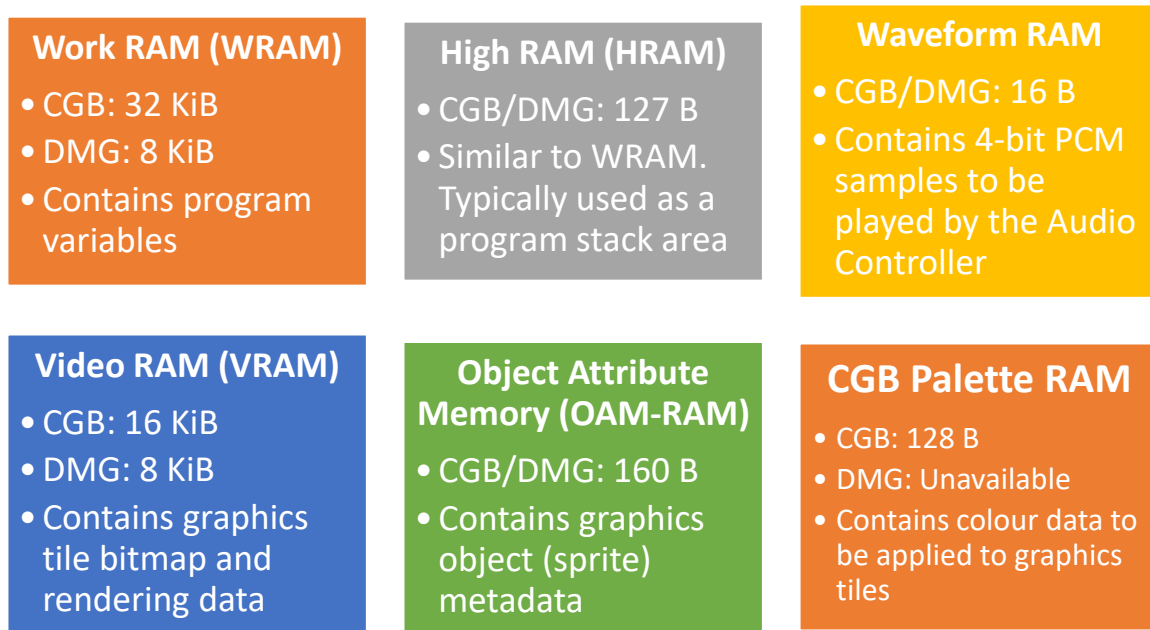 Work RAM (WRAM)
• CGB: 32 KiB
• DMG: 8 KiB
• Contains program
variables
High RAM (HRAM)
• CGB/DMG: 127 B
• Similar to WRAM.
Typically used as a
program stack area
Waveform RAM
• CGB/DMG: 16 B
• Contains 4-bit PCM
samples to be
played by the Audio
Controller
Video RAM (VRAM)
• CGB: 16 KiB
• DMG: 8 KiB
• Contains graphics
tile bitmap and
rendering data
Object Attribute
Memory (OAM-RAM)
• CGB/DMG: 160 B
• Contains graphics
object (sprite)
metadata
CGB Palette RAM
• CGB: 128 B
• DMG: Unavailable
• Contains colour data to
be applied to graphics
tiles